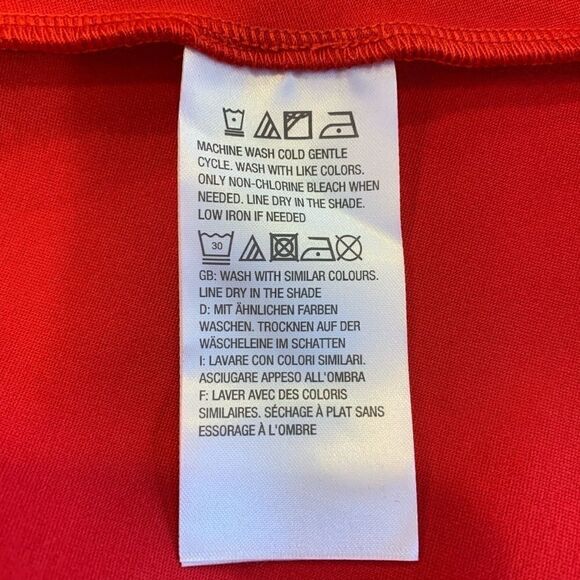 MACHINE WASH COLD GENTLE
CYCLE. WASH WITH LIKE COLORS.
ONLY NON-CHLORINE BLEACH WHEN
NEEDED. LINE DRY IN THE SHADE.
LOW IRON IF NEEDED
30
GB: WASH WITH SIMILAR COLOURS.
LINE DRY IN THE SHADE
D: MIT ÄHNLICHEN FARBEN
WASCHEN. TROCKNEN AUF DER
WÄSCHELEINE IM SCHATTEN
I: LAVARE CON COLORI SIMILARI.
ASCIUGARE APPESO ALL'OMBRA
F: LAVER AVEC DES COLORIS
SIMILAIRES. SÉCHAGE À PLAT SANS
ESSORAGE À L'OMBRE